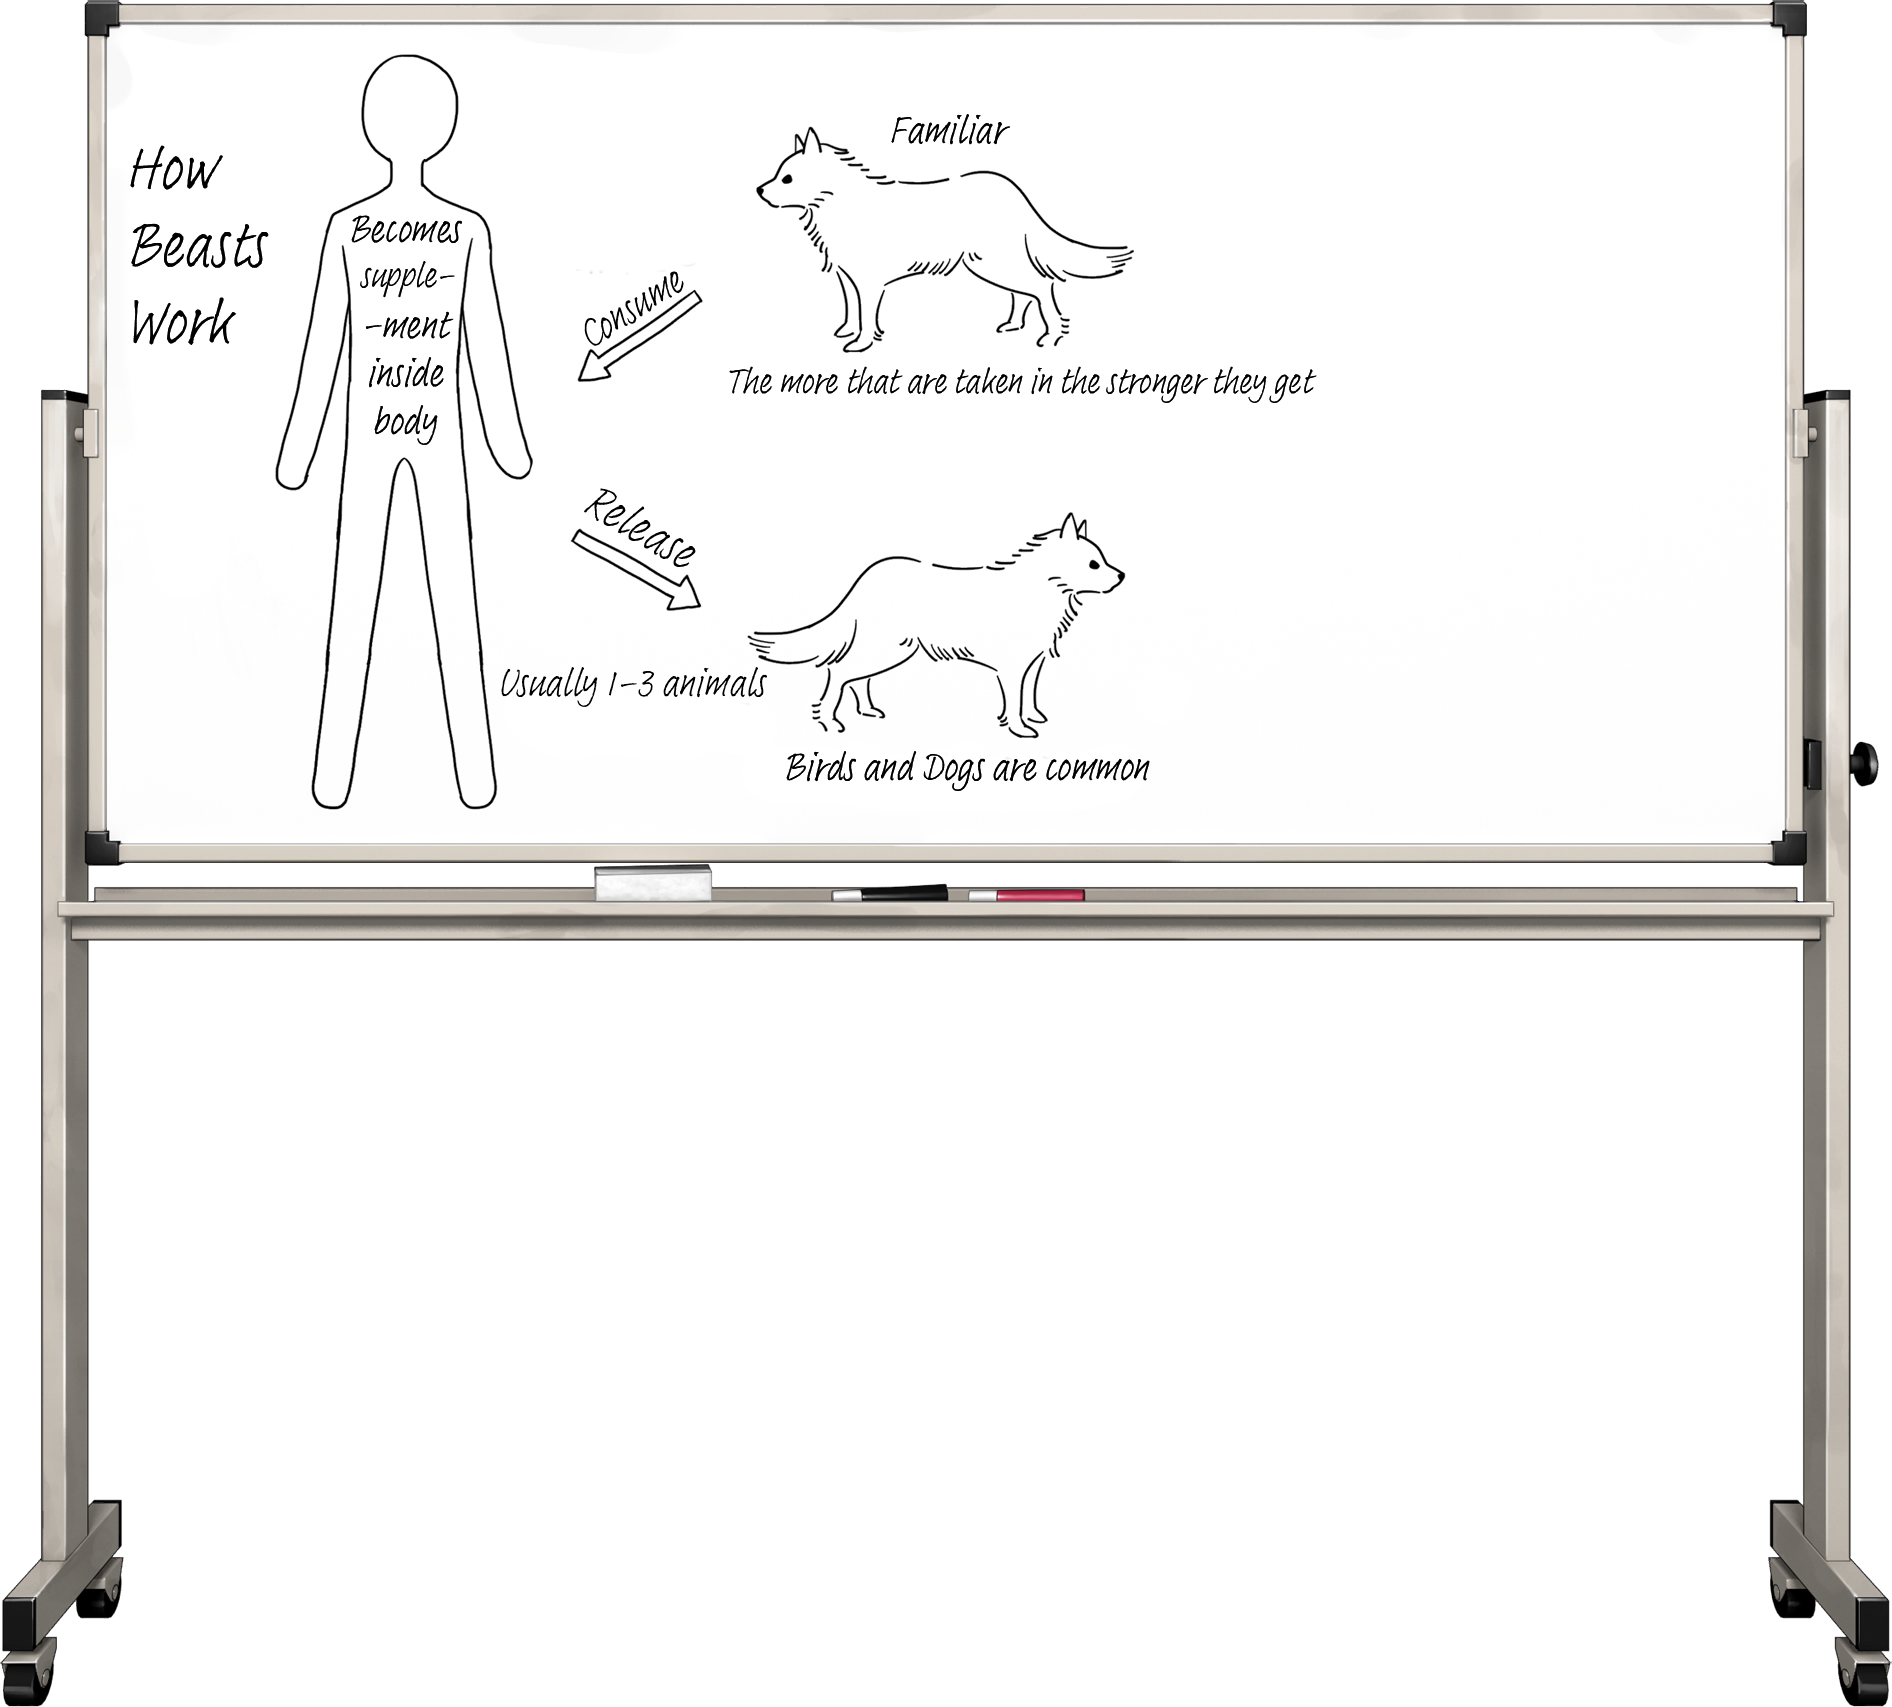 How
Beasts
Work
Becomes
supple-
-ment
inside
body
Familiar
Consume
The more that are taken in the stronger they get
Release
Usually 1-3 animals
Birds and Dogs are common